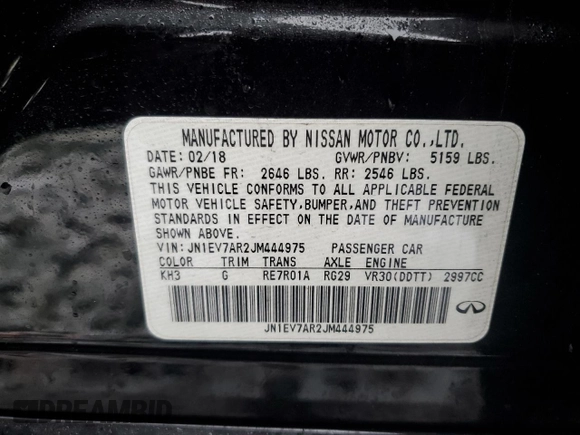 MANUFACTURED BY NISSAN MOTOR CO.,LTD.
DATE: 02/18 GVWR/PNBV: 5159 LBS.
GAWR/PNBE FR: 2646 LBS. RR: 2546 LBS.
THIS VEHICLE CONFORMS TO ALL APPLICABLE FEDERAL
MOTOR VEHICLE SAFETY,BUMPER,AND THEFT PREVENTION
STANDARDS IN EFFECT ON THE DATE OF MANUFACTURE
SHOWN ABOVE.
VIN: JN1EV7AR2JM444975 PASSENGER CAR
COLOR TRIM TRANS AXLE ENGINE
KH3 G RE7R01A RG29 VR30(DDTT) 2997CC
JN1EV7AR2JM444975
DREAMBID